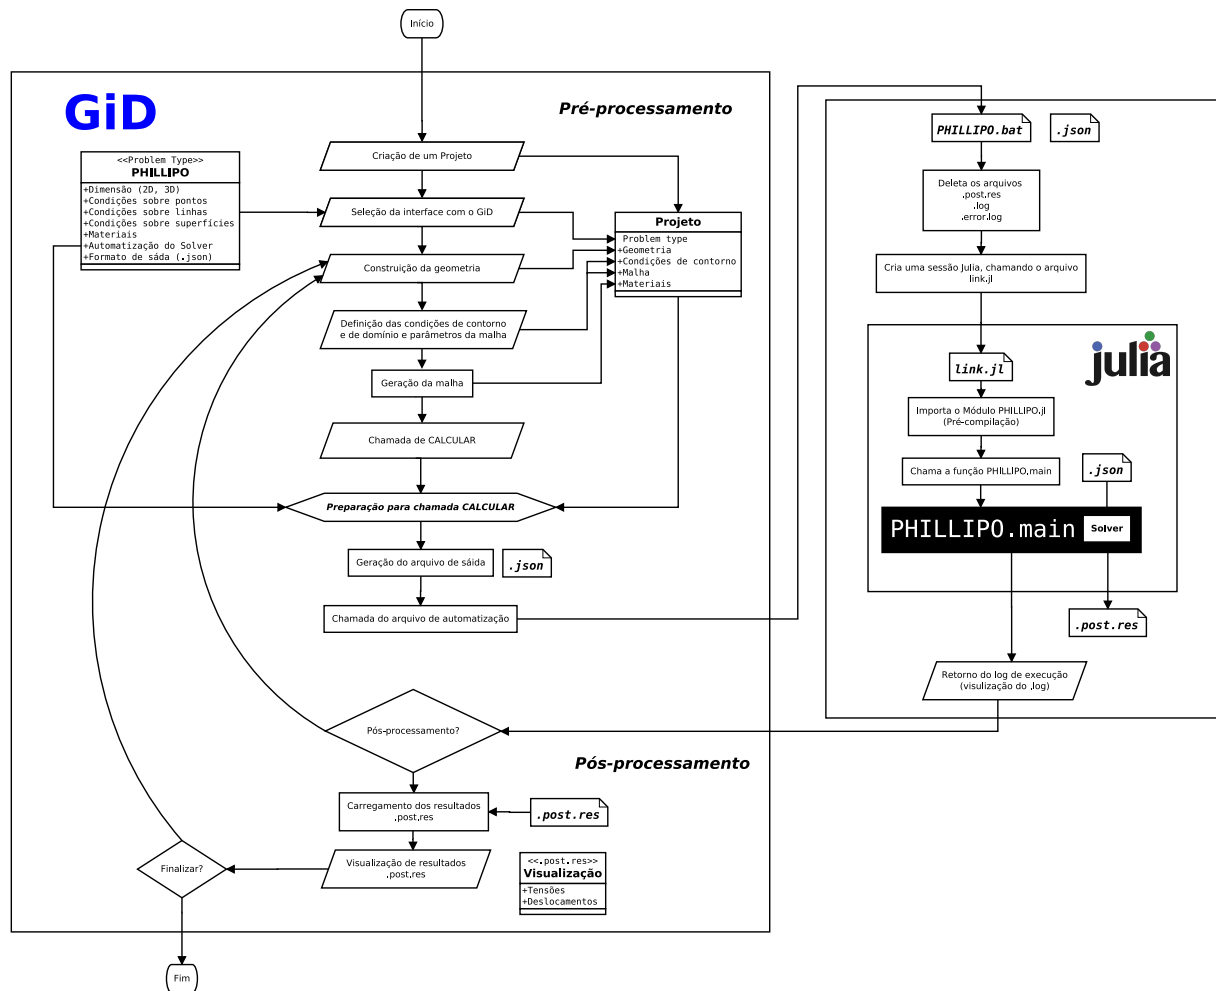 Início
GiD
Pré-processamento
<<Problem Type>>
PHILLIPO
+Dimensão (2D, 3D)
+Condições sobre pontos
+Condições sobre linhas
+Condições sobre superfícies
+Materiais
+Automatização do Solver
+Formato de sáda (.json)
Criação de um Projeto
Seleção da interface com o GiD
Construção da geometria
Definição das condições de contorno
e de domínio e parâmetros da malha
Geração da malha
Chamada de CALCULAR
Preparação para chamada CALCULAR
Geração do arquivo de sáida
.json
Chamada do arquivo de automatização
Projeto
Problem type
+Geometria
+Condições de contorno
+Malha
+Materiais
PHILLIPO.bat
.json
Deleta os arquivos
.post.res
.log
.error.log
Cria uma sessão Julia, chamando o arquivo
link.jl
julia
link.jl
Importa o Módulo PHILLIPO.jl
(Pré-compilação)
Chama a função PHILLIPO.main
.json
PHILLIPO.main
Solver
.post.res
Retorno do log de execução
(visulização do .log)
Pós-processamento?
Pós-processamento
Carregamento dos resultados
.post.res
.post.res
Visualização de resultados
.post.res
<<.post.res>>
Visualização
+Tensões
+Deslocamentos
Finalizar?
Fim